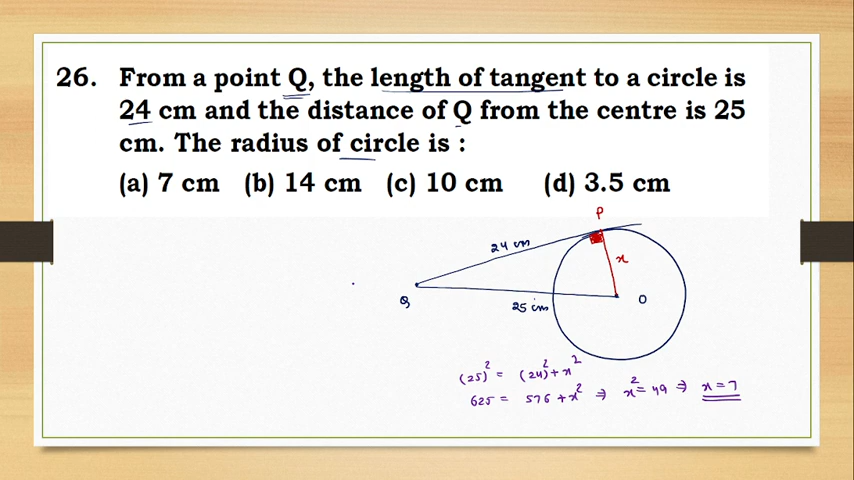 26. From a point Q, the length of tangent to a circle is
24 cm and the distance of Q from the centre is 25
cm. The radius of circle is :
(a) 7 cm (b) 14 cm (c) 10 cm (d) 3.5 cm
P
24 cm
x
Q
25 cm
O
(25)² = (24)² + x²
625 = 576 + x² ⇒ x² = 49 ⇒ x = 7